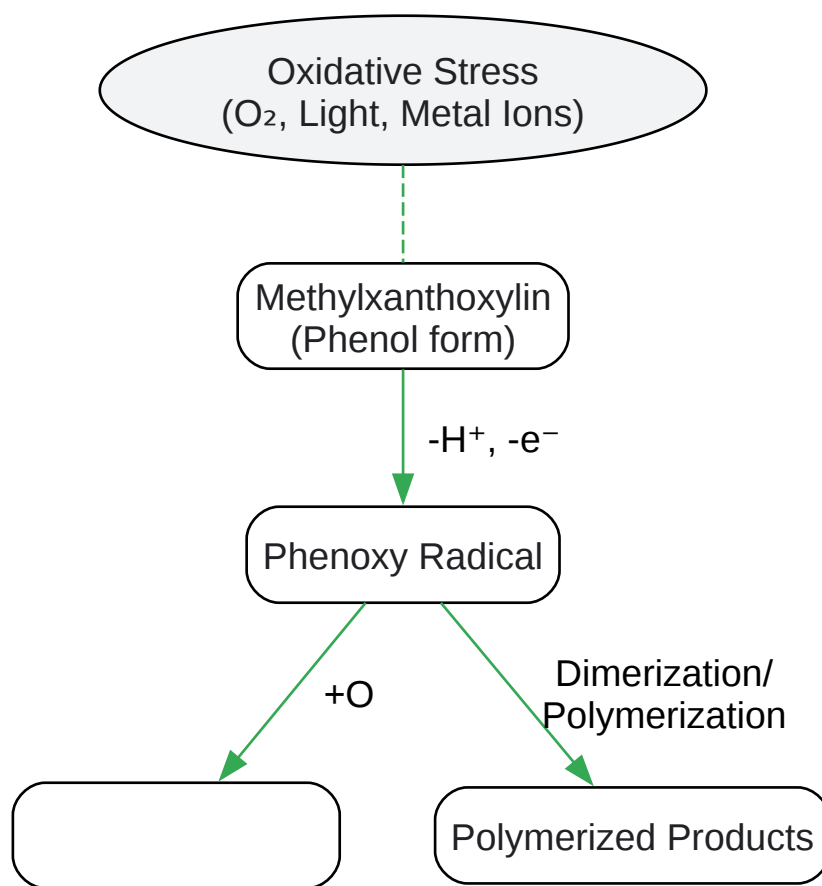 Oxidative Stress
(O₂, Light, Metal Ions)
Methylxanthoxylin
(Phenol form)
-H⁺, -e⁻
Phenoxy Radical
+O
Dimerization/
Polymerization
Polymerized Products